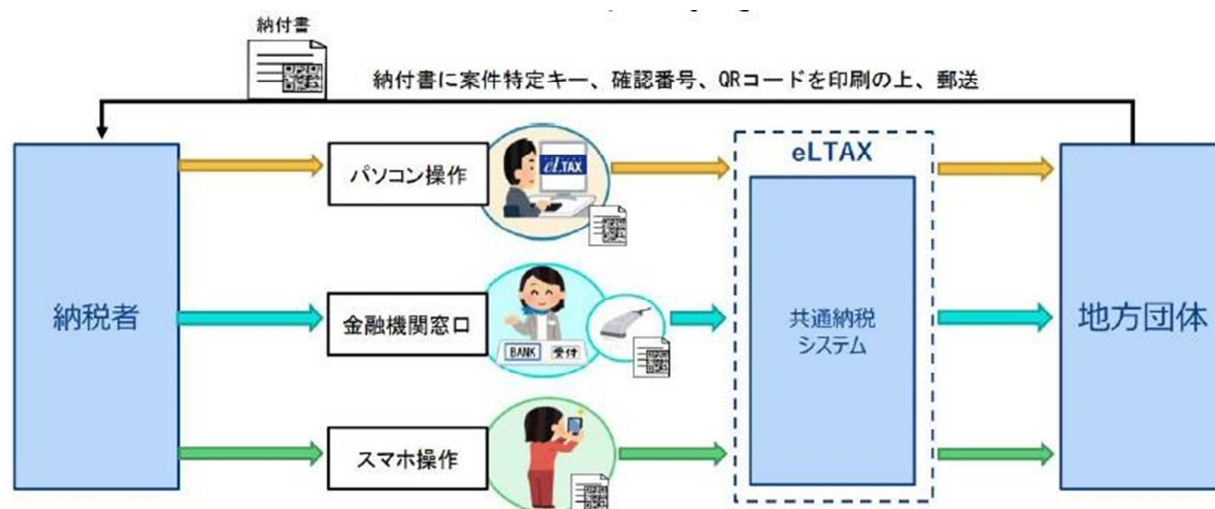 納付書
納付書に案件特定キー、確認番号、QRコードを印刷の上、郵送
納税者
パソコン操作
eLTAX
金融機関窓口
BANK
受付
スマホ操作
eLTAX
共通納税
システム
地方団体